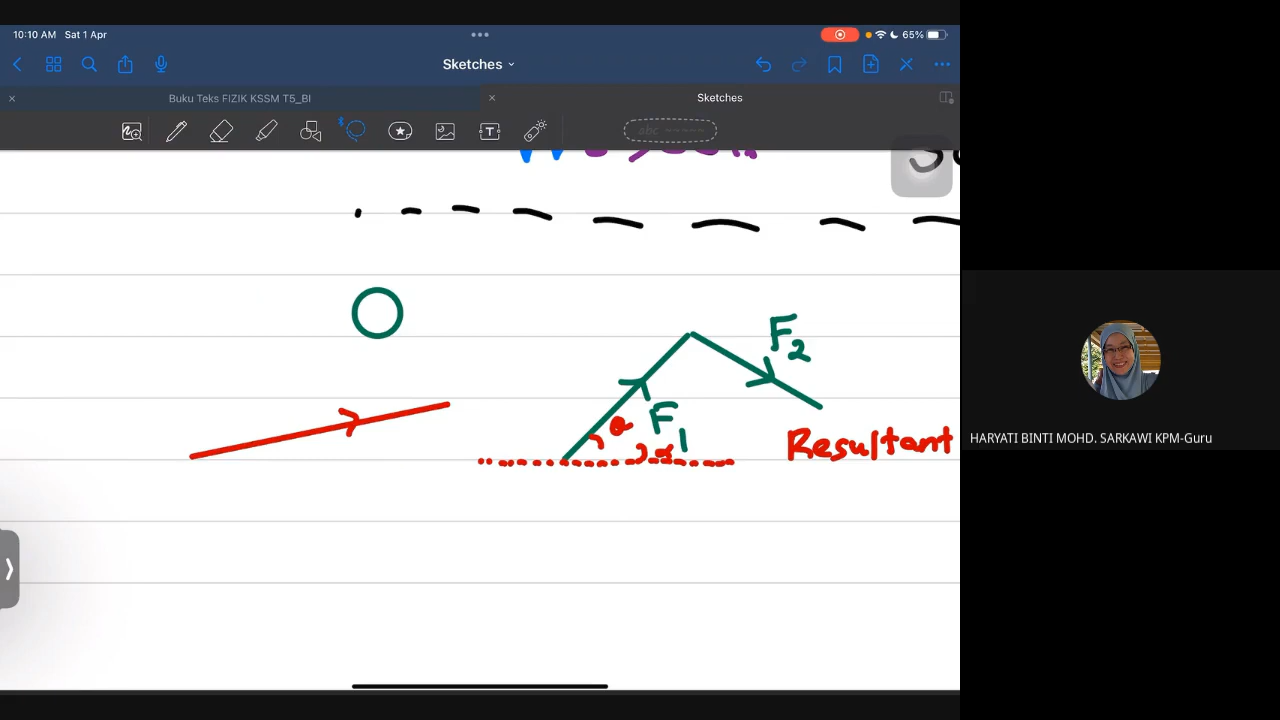 10:10 AM Sat 1 Apr
65%
Sketches
Buku Teks FIZIK KSSM T5_BI
Sketches
T
abc
F2
F1
θ
α
Resultant
HARYATI BINTI MOHD. SARKAWI KPM-Guru